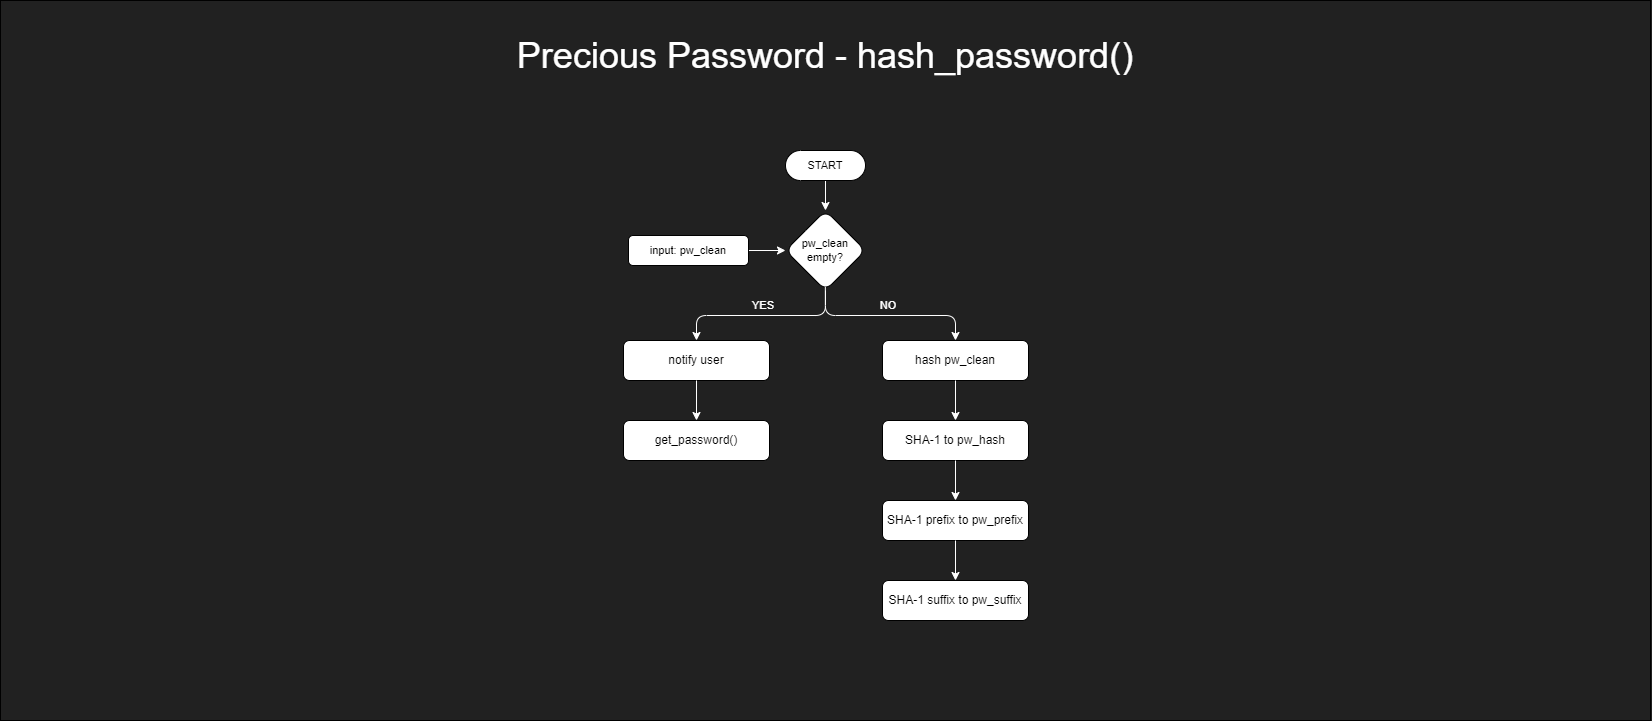 Precious Password - hash_password()
START
input: pw_clean
pw_clean
empty?
YES
NO
notify user
hash pw_clean
get_password()
SHA-1 to pw_hash
SHA-1 prefix to pw_prefix
SHA-1 suffix to pw_suffix